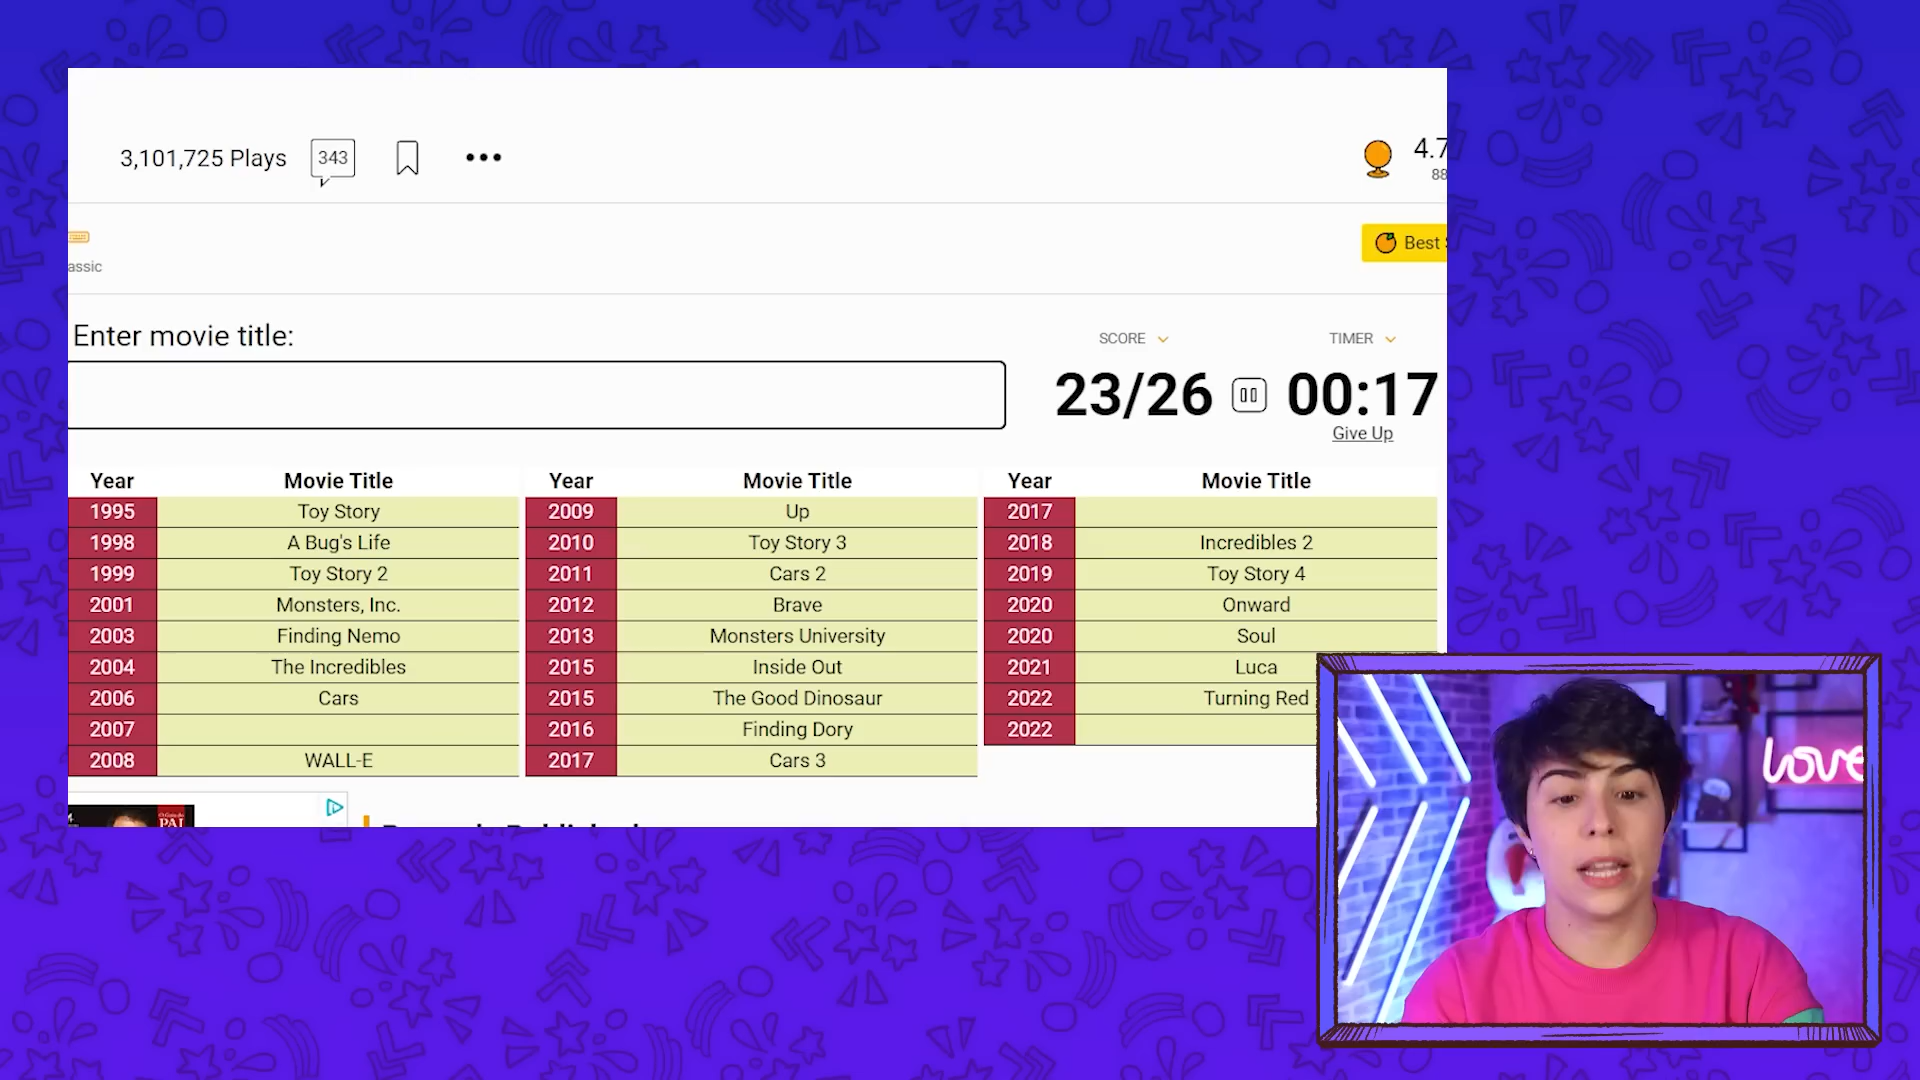 3,101,725 Plays
343
4.7
88
assic
Best
Enter movie title:
SCORE
TIMER
23/26
00:17
Give Up
Year Movie Title Year Movie Title Year Movie Title
1995 Toy Story 2009 Up 2017
1998 A Bug's Life 2010 Toy Story 3 2018 Incredibles 2
1999 Toy Story 2 2011 Cars 2 2019 Toy Story 4
2001 Monsters, Inc. 2012 Brave 2020 Onward
2003 Finding Nemo 2013 Monsters University 2020 Soul
2004 The Incredibles 2015 Inside Out 2021 Luca
2006 Cars 2015 The Good Dinosaur 2022 Turning Red
2007 2016 Finding Dory 2022
2008 WALL-E 2017 Cars 3
PAI
love